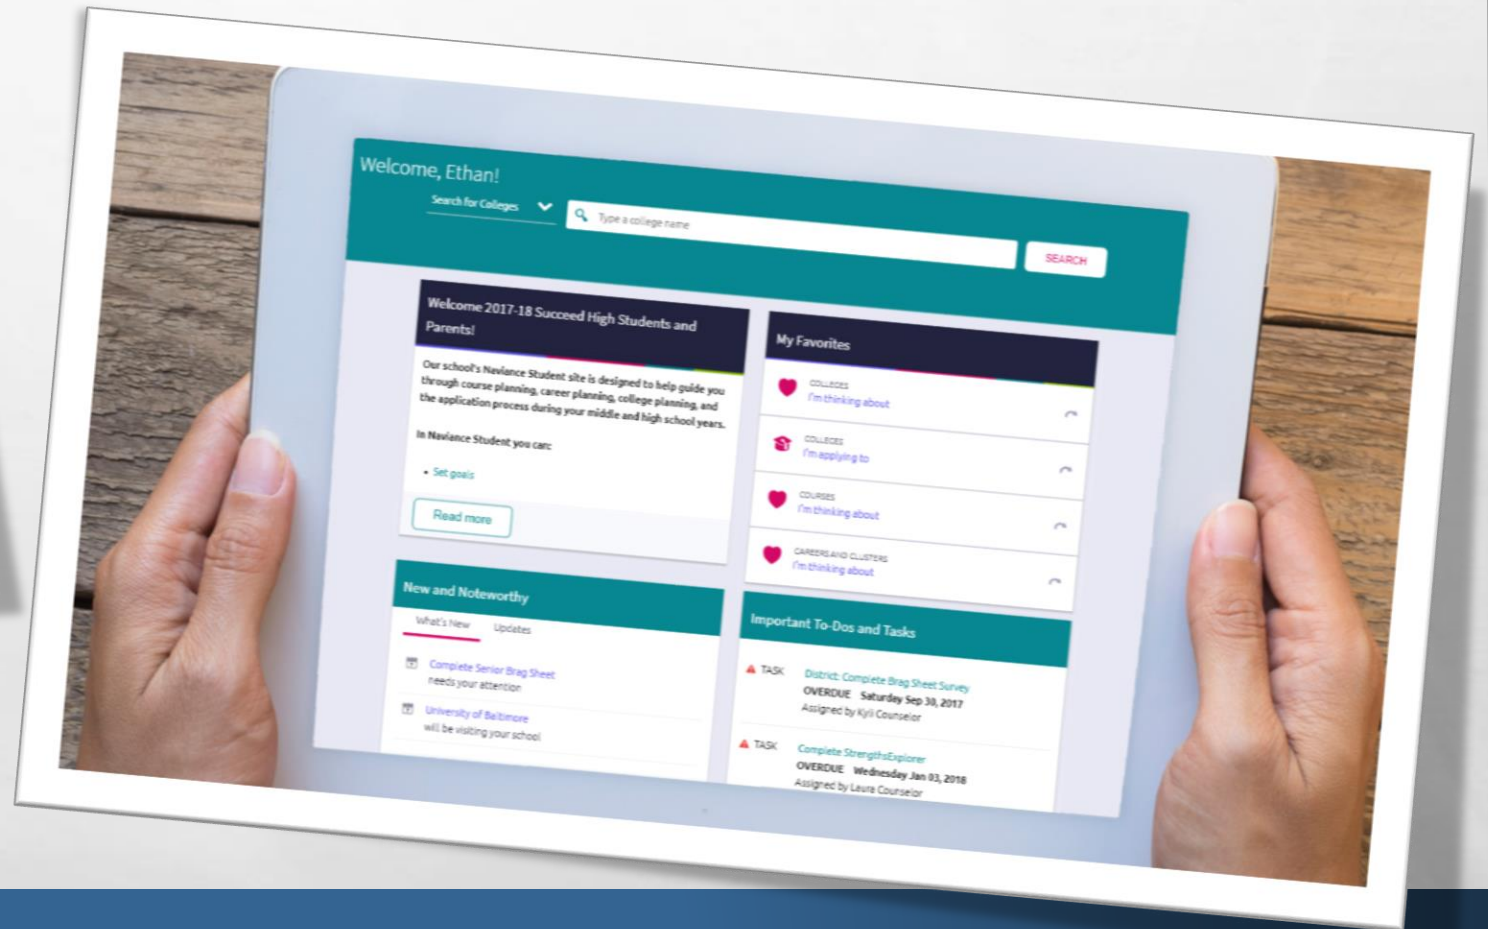 Welcome, Ethan!
Search for Colleges
Type a college name
SEARCH
Welcome 2017-18 Succeed High Students and
Parents!
Our school's Naviance Student site is designed to help guide you
through course planning, career planning, college planning, and
the application process during your middle and high school years.
In Naviance Student you can:
• Set goals
Read more
My Favorites
COLLEGES
I'm thinking about
COLLEGES
I'm applying to
COURSES
I'm thinking about
CAREERS AND CLUSTERS
I'm thinking about
New and Noteworthy
What's New Updates
Complete Senior Brag Sheet
needs your attention
University of Baltimore
will be visiting your school
Important To-Dos and Tasks
TASK District: Complete Brag Sheet Survey
OVERDUE Saturday Sep 30, 2017
Assigned by Kyli Counselor
TASK Complete StrengthsExplorer
OVERDUE Wednesday Jan 03, 2018
Assigned by Laura Counselor